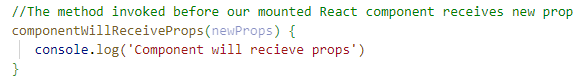 //The method invoked before our mounted React component receives new prop
componentWillReceiveProps(newProps) {
console.log('Component will recieve props')
}